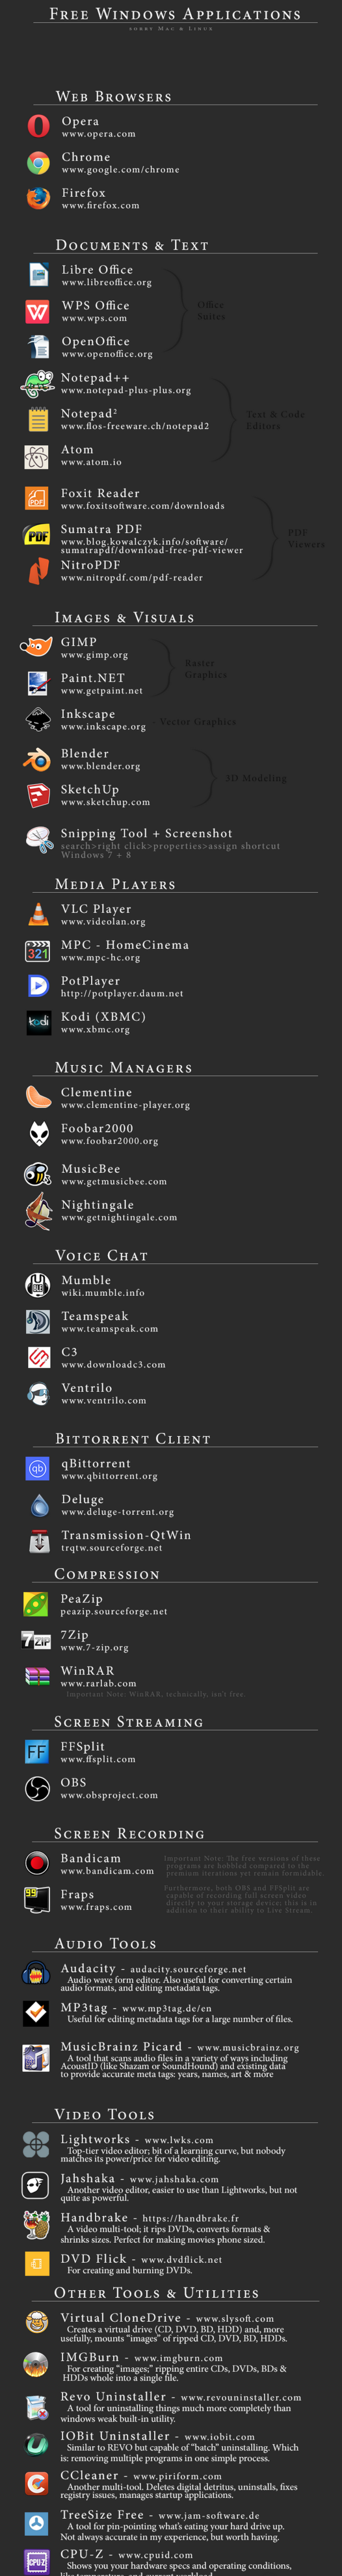 Free Windows Applications
sorry Mac & Linux
Web Browsers
Opera
www.opera.com
Chrome
www.google.com/chrome
Firefox
www.firefox.com
Documents & Text
Libre Office
www.libreoffice.org
WPS Office
www.wps.com
Office
Suites
OpenOffice
www.openoffice.org
Notepad++
www.notepad-plus-plus.org
Notepad²
www.flos-freeware.ch/notepad2
Text & Code
Editors
Atom
www.atom.io
Foxit Reader
www.foxitsoftware.com/downloads
Sumatra PDF
www.blog.kowalczyk.info/software/
sumatrapdf/download-free-pdf-viewer
PDF
Viewers
NitroPDF
www.nitropdf.com/pdf-reader
Images & Visuals
GIMP
www.gimp.org
Raster
Graphics
Paint.NET
www.getpaint.net
Inkscape
www.inkscape.org - Vector Graphics
Blender
www.blender.org
3D Modeling
SketchUp
www.sketchup.com
Snipping Tool + Screenshot
search>right click>properties>assign shortcut
Windows 7 + 8
Media Players
VLC Player
www.videolan.org
MPC - HomeCinema
www.mpc-hc.org
PotPlayer
http://potplayer.daum.net
Kodi (XBMC)
www.xbmc.org
Music Managers
Clementine
www.clementine-player.org
Foobar2000
www.foobar2000.org
MusicBee
www.getmusicbee.com
Nightingale
www.getnightingale.com
Voice Chat
Mumble
wiki.mumble.info
Teamspeak
www.teamspeak.com
C3
www.downloadc3.com
Ventrilo
www.ventrilo.com
Bittorrent Client
qBittorrent
www.qbittorrent.org
Deluge
www.deluge-torrent.org
Transmission-QtWin
trqtw.sourceforge.net
Compression
PeaZip
peazip.sourceforge.net
7Zip
www.7-zip.org
WinRAR
www.rarlab.com
Important Note: WinRAR, technically, isn't free.
Screen Streaming
FFSplit
www.ffsplit.com
OBS
www.obsproject.com
Screen Recording
Bandicam
www.bandicam.com
Important Note: The free versions of these
programs are hobbled compared to the
premium iterations yet remain formidable.
Fraps
www.fraps.com
Furthermore, both OBS and FFSplit are
capable of recording full screen video
directly to your storage device; this is in
addition to their ability to Live Stream.
Audio Tools
Audacity - audacity.sourceforge.net
Audio wave form editor. Also useful for converting certain
audio formats, and editing metadata tags.
MP3tag - www.mp3tag.de/en
Useful for editing metadata tags for a large number of files.
MusicBrainz Picard - www.musicbrainz.org
A tool that scans audio files in a variety of ways including
AcoustID (like Shazam or SoundHound) and existing data
to provide accurate meta tags: years, names, art & more
Video Tools
Lightworks - www.lwks.com
Top-tier video editor; bit of a learning curve, but nobody
matches its power/price for video editing.
Jahshaka - www.jahshaka.com
Another video editor, easier to use than Lightworks, but not
quite as powerful.
Handbrake - https://handbrake.fr
A video multi-tool; it rips DVDs, converts formats &
shrinks sizes. Perfect for making movies phone sized.
DVD Flick - www.dvdflick.net
For creating and burning DVDs.
Other Tools & Utilities
Virtual CloneDrive - www.slysoft.com
Creates a virtual drive (CD, DVD, BD, HDD) and, more
usefully, mounts "images" of ripped CD, DVD, BD, HDDs.
IMGBurn - www.imgburn.com
For creating "images;" ripping entire CDs, DVDs, BDs &
HDDs whole into a single file.
Revo Uninstaller - www.revouninstaller.com
A tool for uninstalling things much more completely than
windows weak built-in utility.
IOBit Uninstaller - www.iobit.com
Similar to REVO but capable of "batch" uninstalling. Which
is: removing multiple programs in one simple process.
CCleaner - www.piriform.com
Another multi-tool. Deletes digital detritus, uninstalls, fixes
registry issues, manages startup applications.
TreeSize Free - www.jam-software.de
A tool for pin-pointing what's eating your hard drive up.
Not always accurate in my experience, but worth having.
CPU-Z - www.cpuid.com
Shows you your hardware specs and operating conditions,